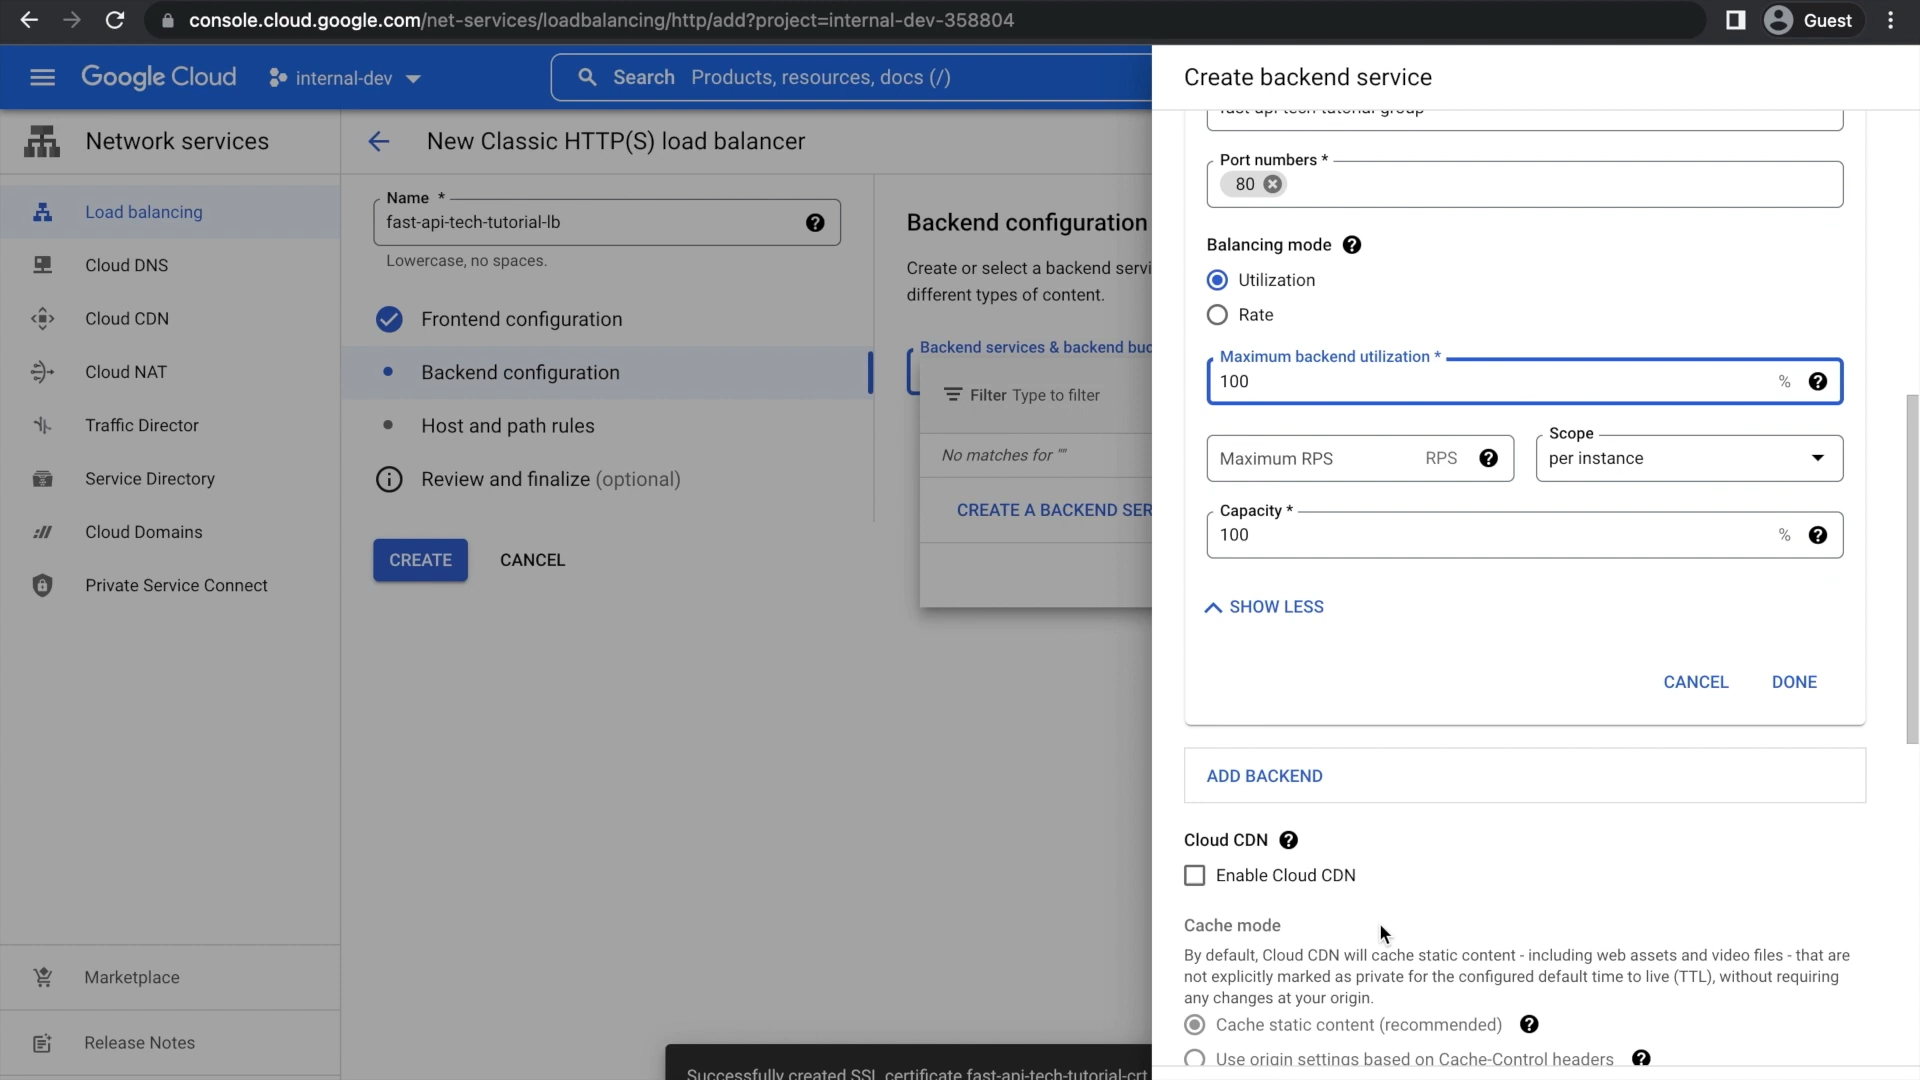 console.cloud.google.com/net-services/loadbalancing/http/add?project=internal-dev-358804
Guest
Google Cloud
internal-dev
Search Products, resources, docs (/)
Create backend service
Network services
New Classic HTTP(S) load balancer
Load balancing
Cloud DNS
Cloud CDN
Cloud NAT
Traffic Director
Service Directory
Cloud Domains
Private Service Connect
Marketplace
Release Notes
Name *
fast-api-tech-tutorial-lb
Lowercase, no spaces.
Frontend configuration
Backend configuration
Host and path rules
Review and finalize (optional)
CREATE
CANCEL
Backend configuration
Create or select a backend servi
different types of content.
Backend services & backend buc
Filter Type to filter
No matches for ""
CREATE A BACKEND SER
Successfully created SSL certificate fast-api-tech-tutorial-crt
fast-api-tech-tutorial-group
Port numbers *
80
Balancing mode
Utilization
Rate
Maximum backend utilization *
100 %
Maximum RPS RPS
Scope
per instance
Capacity *
100 %
SHOW LESS
CANCEL DONE
ADD BACKEND
Cloud CDN
Enable Cloud CDN
Cache mode
By default, Cloud CDN will cache static content - including web assets and video files - that are
not explicitly marked as private for the configured default time to live (TTL), without requiring
any changes at your origin.
Cache static content (recommended)
Use origin settings based on Cache-Control headers